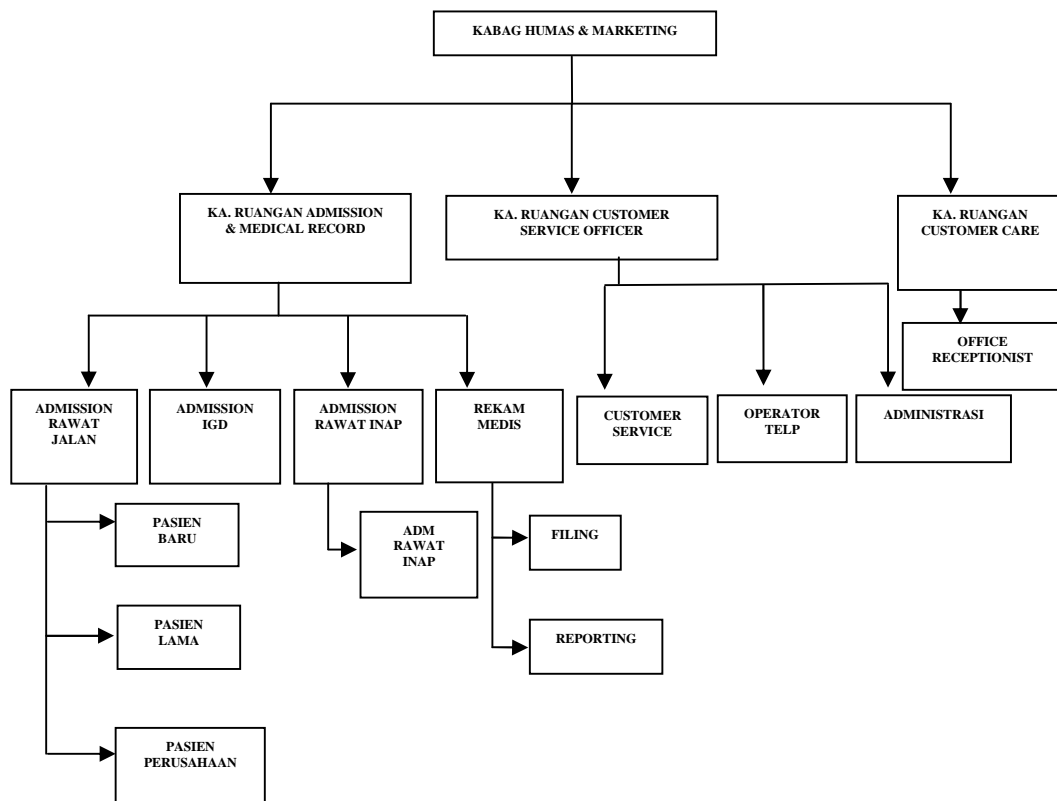 KABAG HUMAS & MARKETING
KA. RUANGAN ADMISSION
& MEDICAL RECORD
KA. RUANGAN CUSTOMER
SERVICE OFFICER
KA. RUANGAN
CUSTOMER CARE
OFFICE
RECEPTIONIST
ADMISSION
RAWAT
JALAN
ADMISSION
IGD
ADMISSION
RAWAT INAP
REKAM
MEDIS
CUSTOMER
SERVICE
OPERATOR
TELP
ADMINISTRASI
PASIEN
BARU
ADM
RAWAT
INAP
FILING
PASIEN
LAMA
REPORTING
PASIEN
PERUSAHAAN